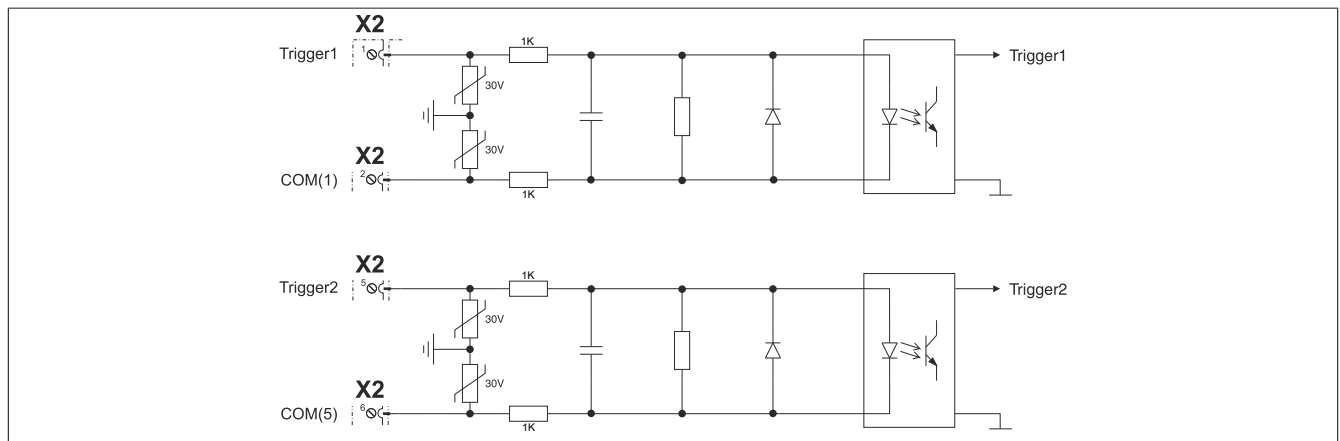 X2
1K
Trigger1
1
Trigger1
30V
30V
X2
COM(1)
2
1K
X2
1K
Trigger2
5
Trigger2
30V
30V
X2
COM(5)
6
1K